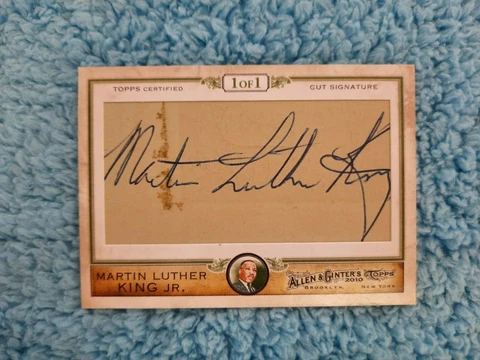 TOPPS CERTIFIED 1 OF 1 CUT SIGNATURE
Martin Luther King
MARTIN LUTHER
KING JR.
ALLEN & GINTER'S TOPPS
2010
BROOKLYN, NEW YORK